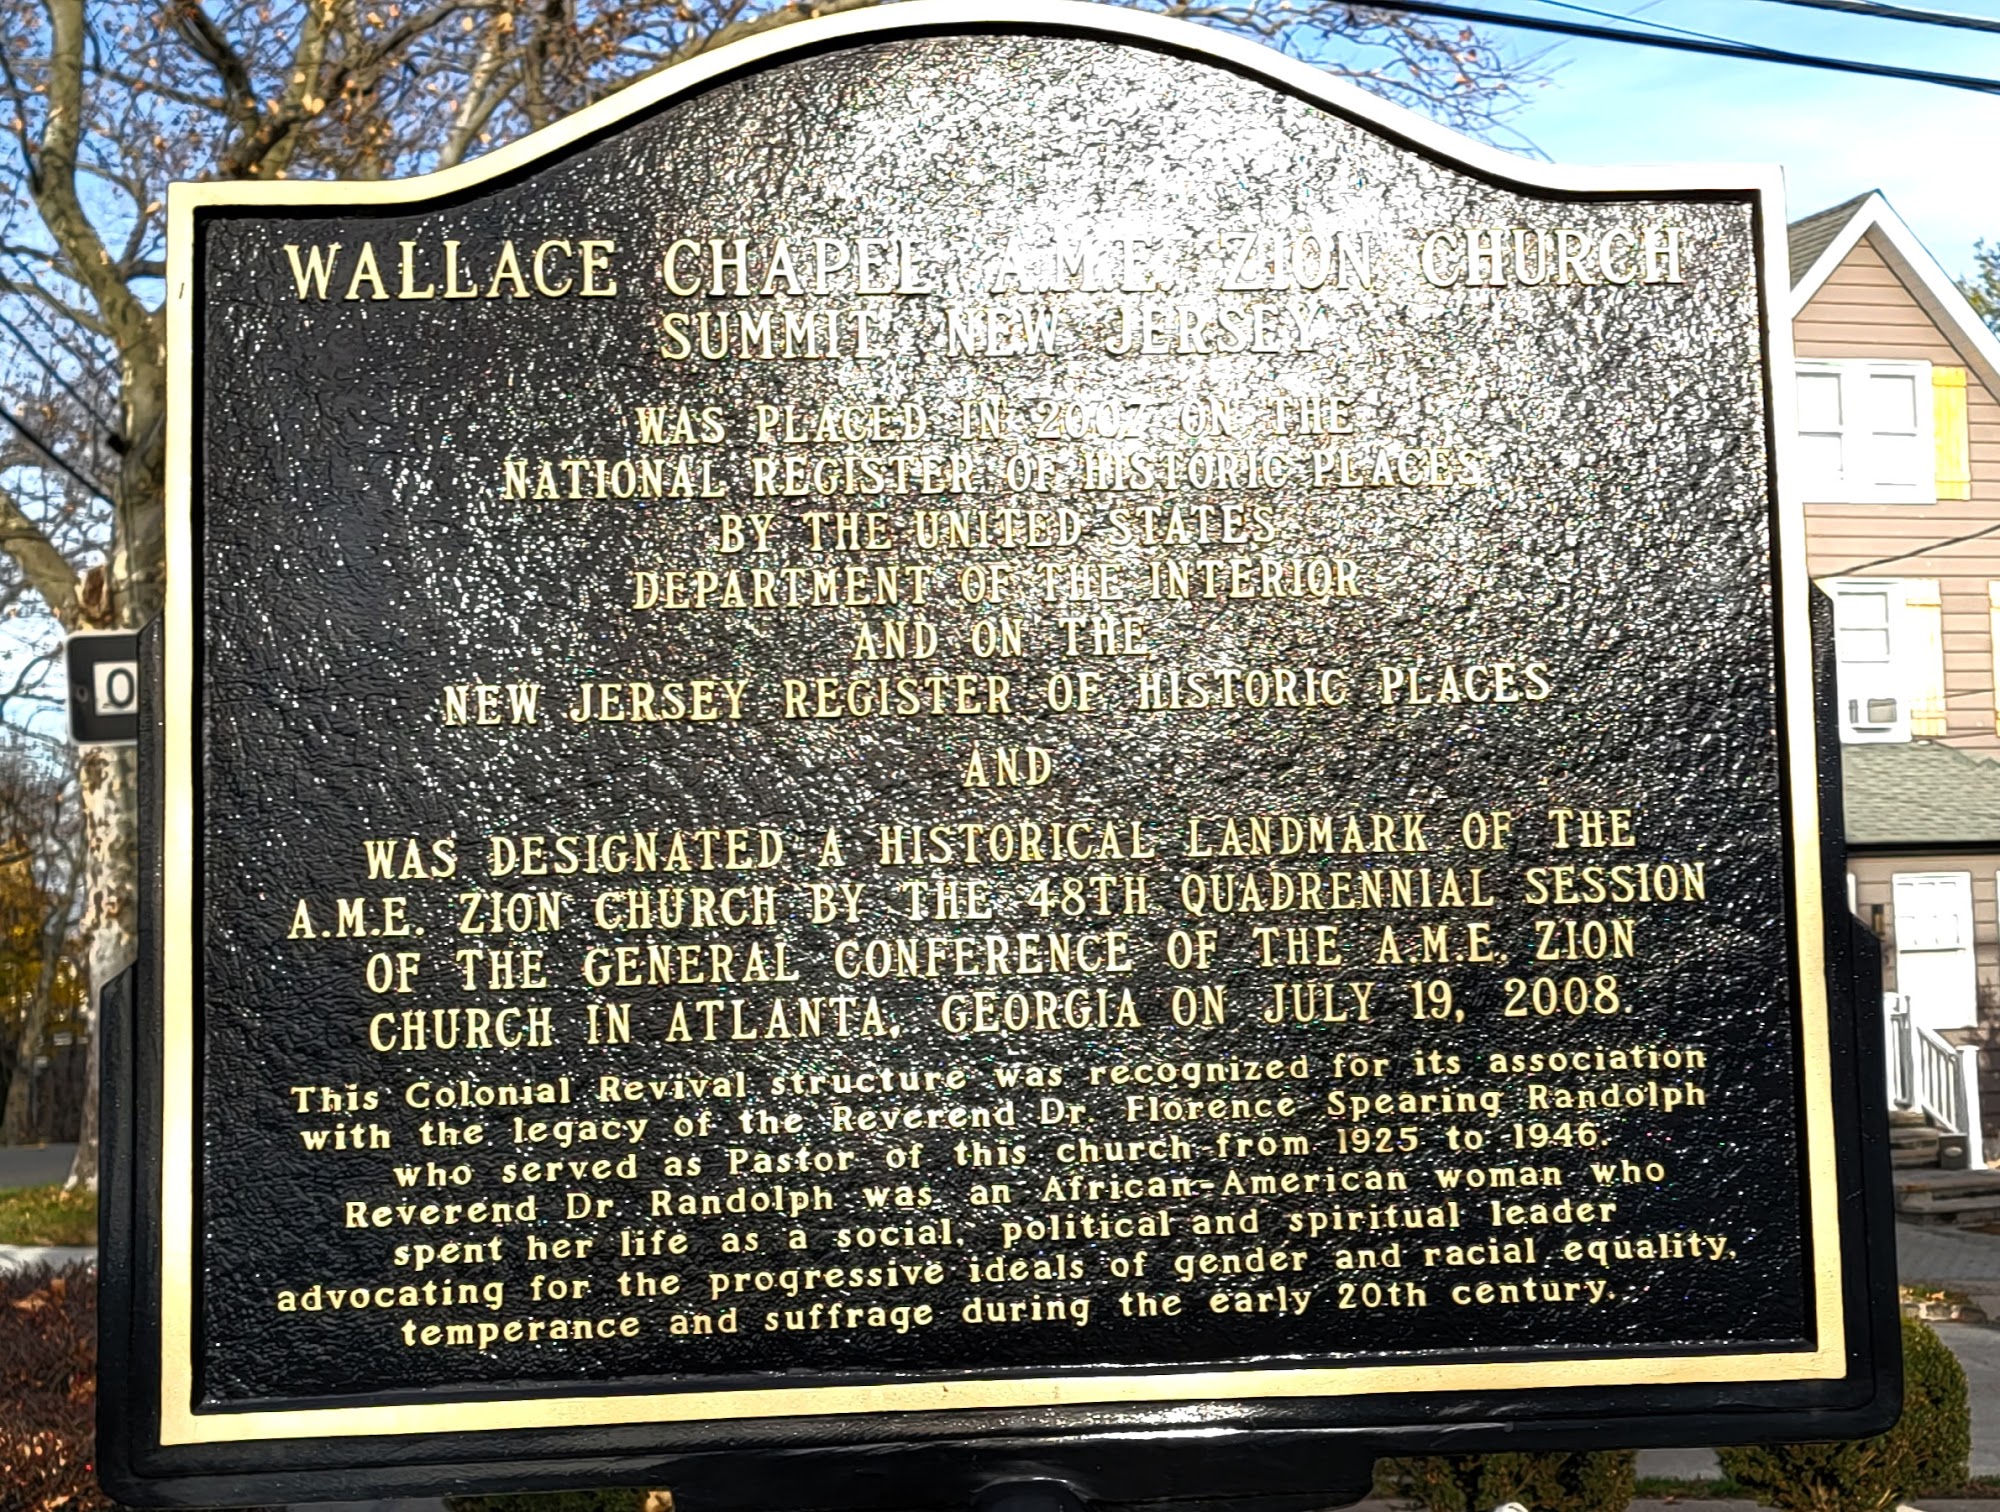 WALLACE CHAPEL A.M.E. ZION CHURCH
SUMMIT, NEW JERSEY
WAS PLACED IN 2007 ON THE
NATIONAL REGISTER OF HISTORIC PLACES
BY THE UNITED STATES
DEPARTMENT OF THE INTERIOR
AND ON THE
NEW JERSEY REGISTER OF HISTORIC PLACES
AND
WAS DESIGNATED A HISTORICAL LANDMARK OF THE
A.M.E. ZION CHURCH BY THE 48TH QUADRENNIAL SESSION
OF THE GENERAL CONFERENCE OF THE A.M.E. ZION
CHURCH IN ATLANTA, GEORGIA ON JULY 19, 2008.
This Colonial Revival structure was recognized for its association
with the legacy of the Reverend Dr. Florence Spearing Randolph
who served as Pastor of this church from 1925 to 1946.
Reverend Dr. Randolph was an African-American woman who
spent her life as a social, political and spiritual leader
advocating for the progressive ideals of gender and racial equality,
temperance and suffrage during the early 20th century.